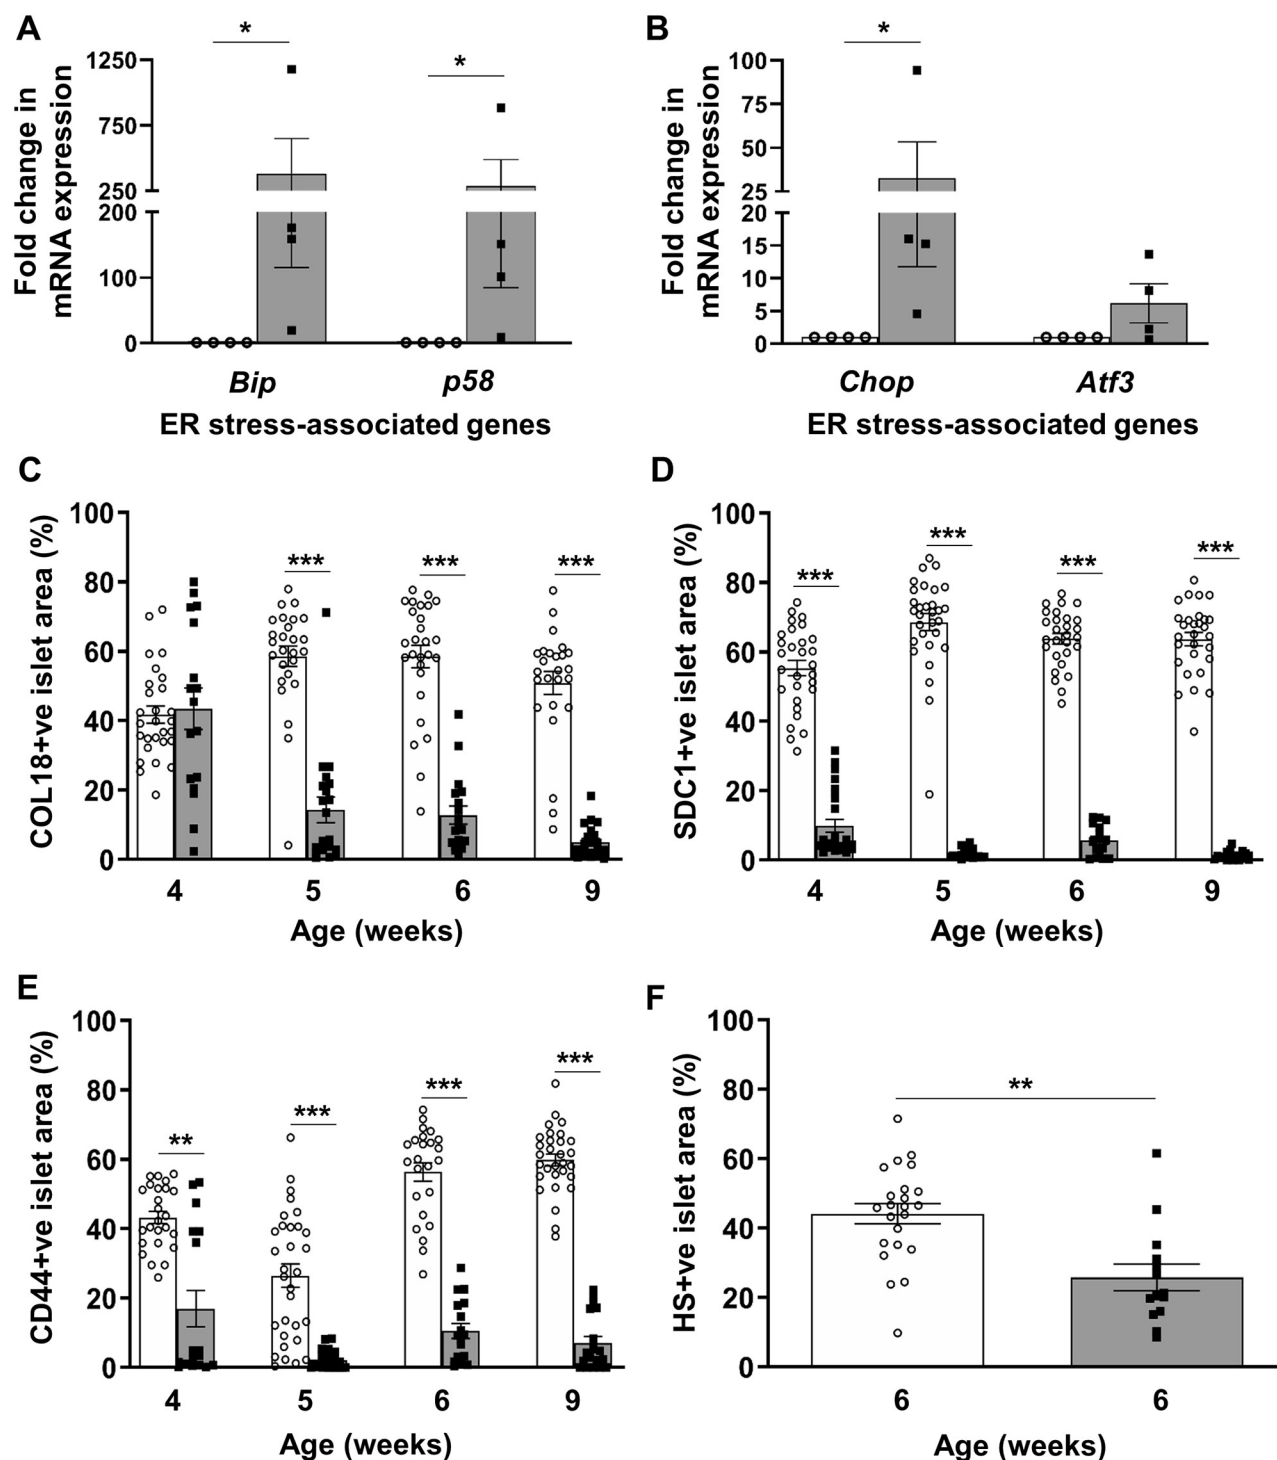 A
*
*
Fold change in
mRNA expression
1250
750
250
200
100
0
Bip
p58
ER stress-associated genes
B
*
Fold change in
mRNA expression
100
75
50
25
20
15
10
5
0
Chop
Atf3
ER stress-associated genes
C
COL18+ve islet area (%)
100
80
60
40
20
0
***
***
***
4
5
6
9
Age (weeks)
D
SDC1+ve islet area (%)
100
80
60
40
20
0
***
***
***
***
4
5
6
9
Age (weeks)
E
CD44+ve islet area (%)
100
80
60
40
20
0
**
***
***
***
4
5
6
9
Age (weeks)
F
HS+ve islet area (%)
100
80
60
40
20
0
**
6
6
Age (weeks)